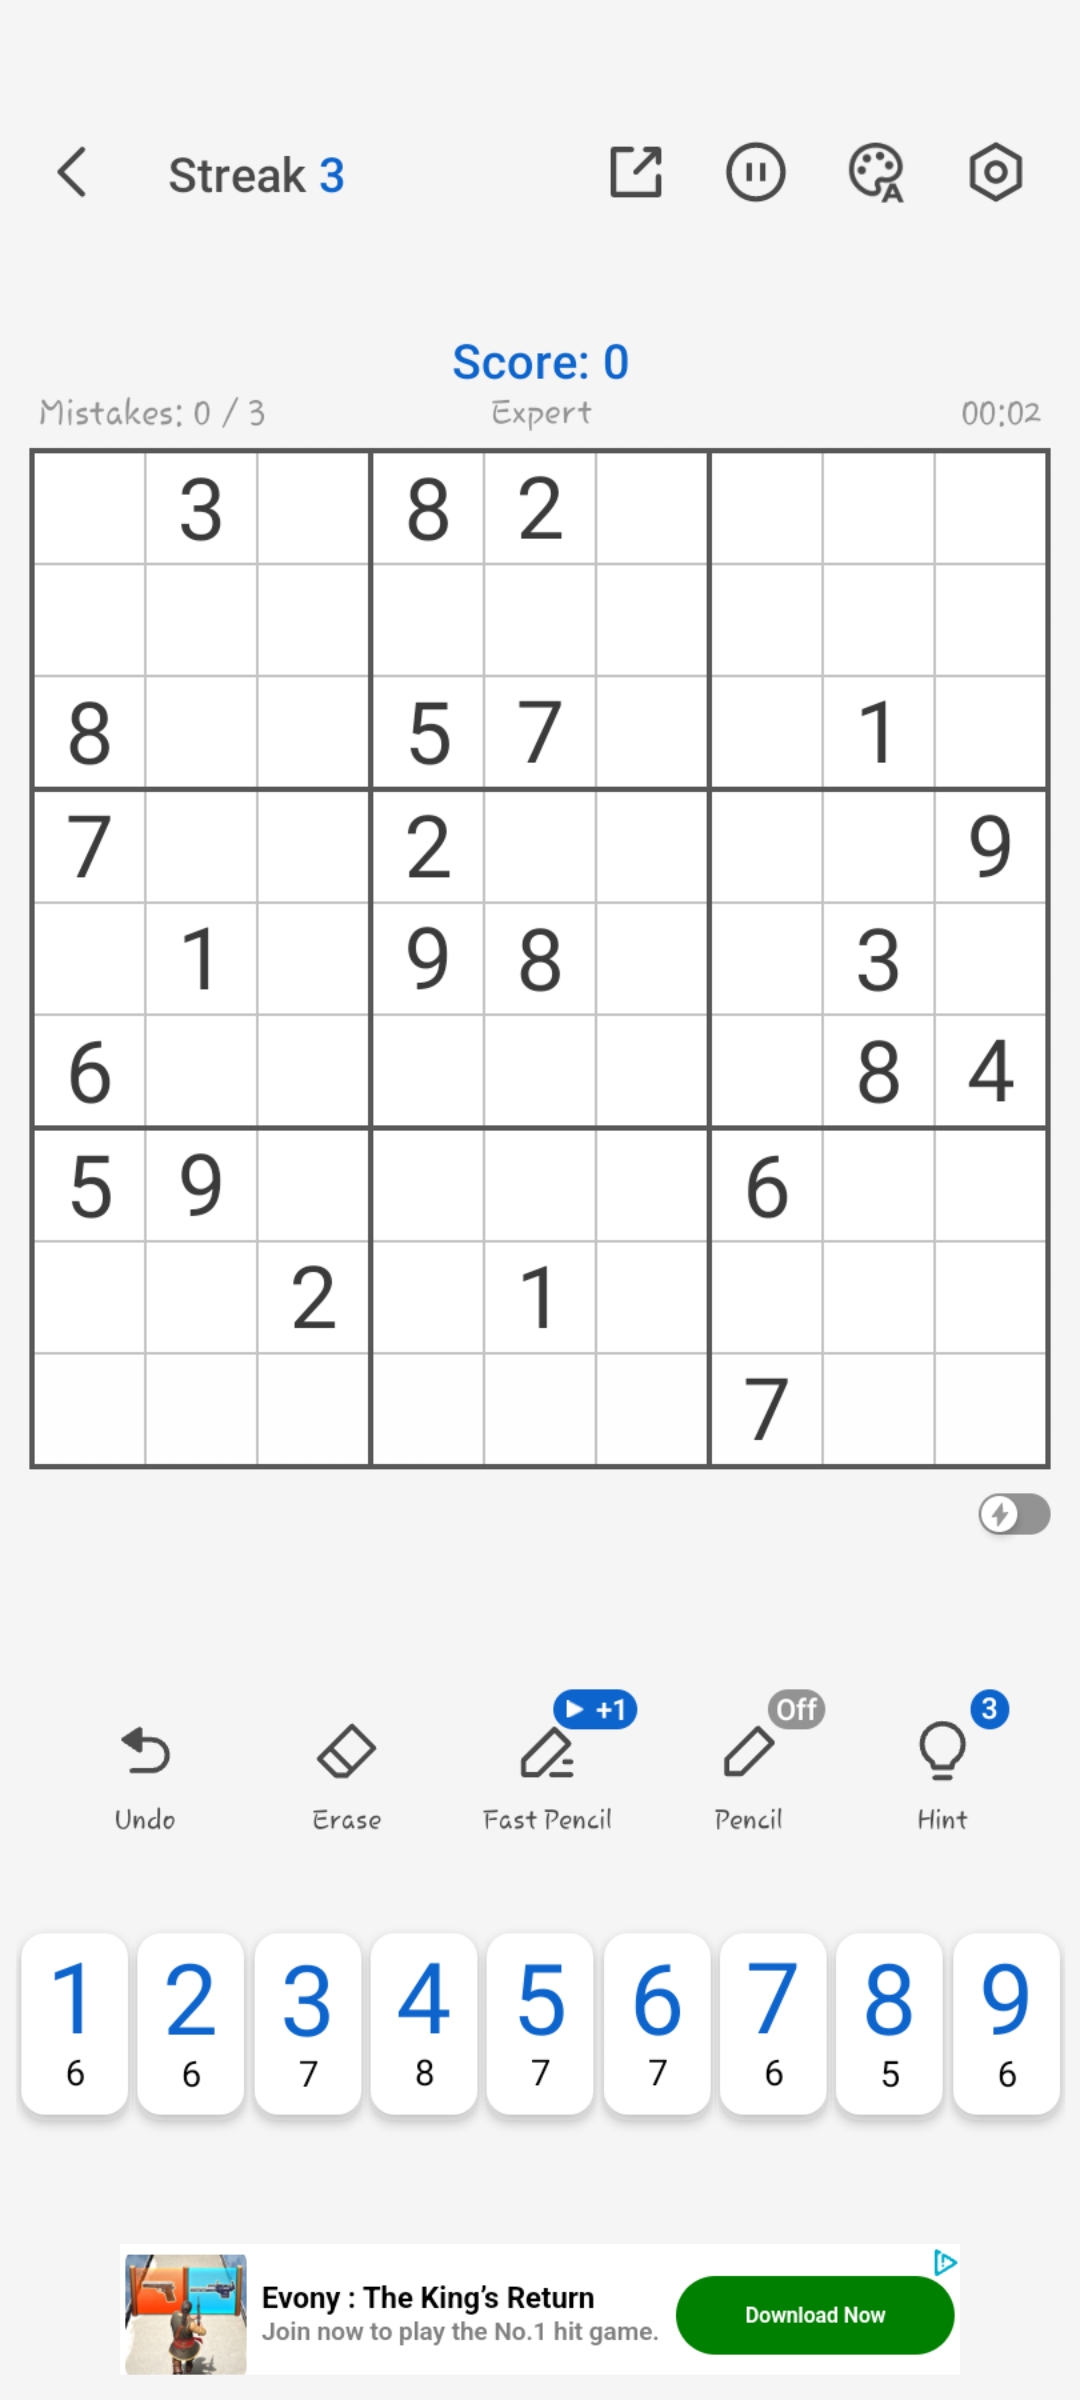 Streak 3
Score: 0
Mistakes: 0 / 3 Expert 00:02
3 8 2
8 5 7 1
7 2 9
1 9 8 3
6 8 4
5 9 6
2 1
7
+1 Off 3
Undo Erase Fast Pencil Pencil Hint
1 2 3 4 5 6 7 8 9
6 6 7 8 7 7 6 5 6
Evony : The King’s Return
Join now to play the No.1 hit game.
Download Now